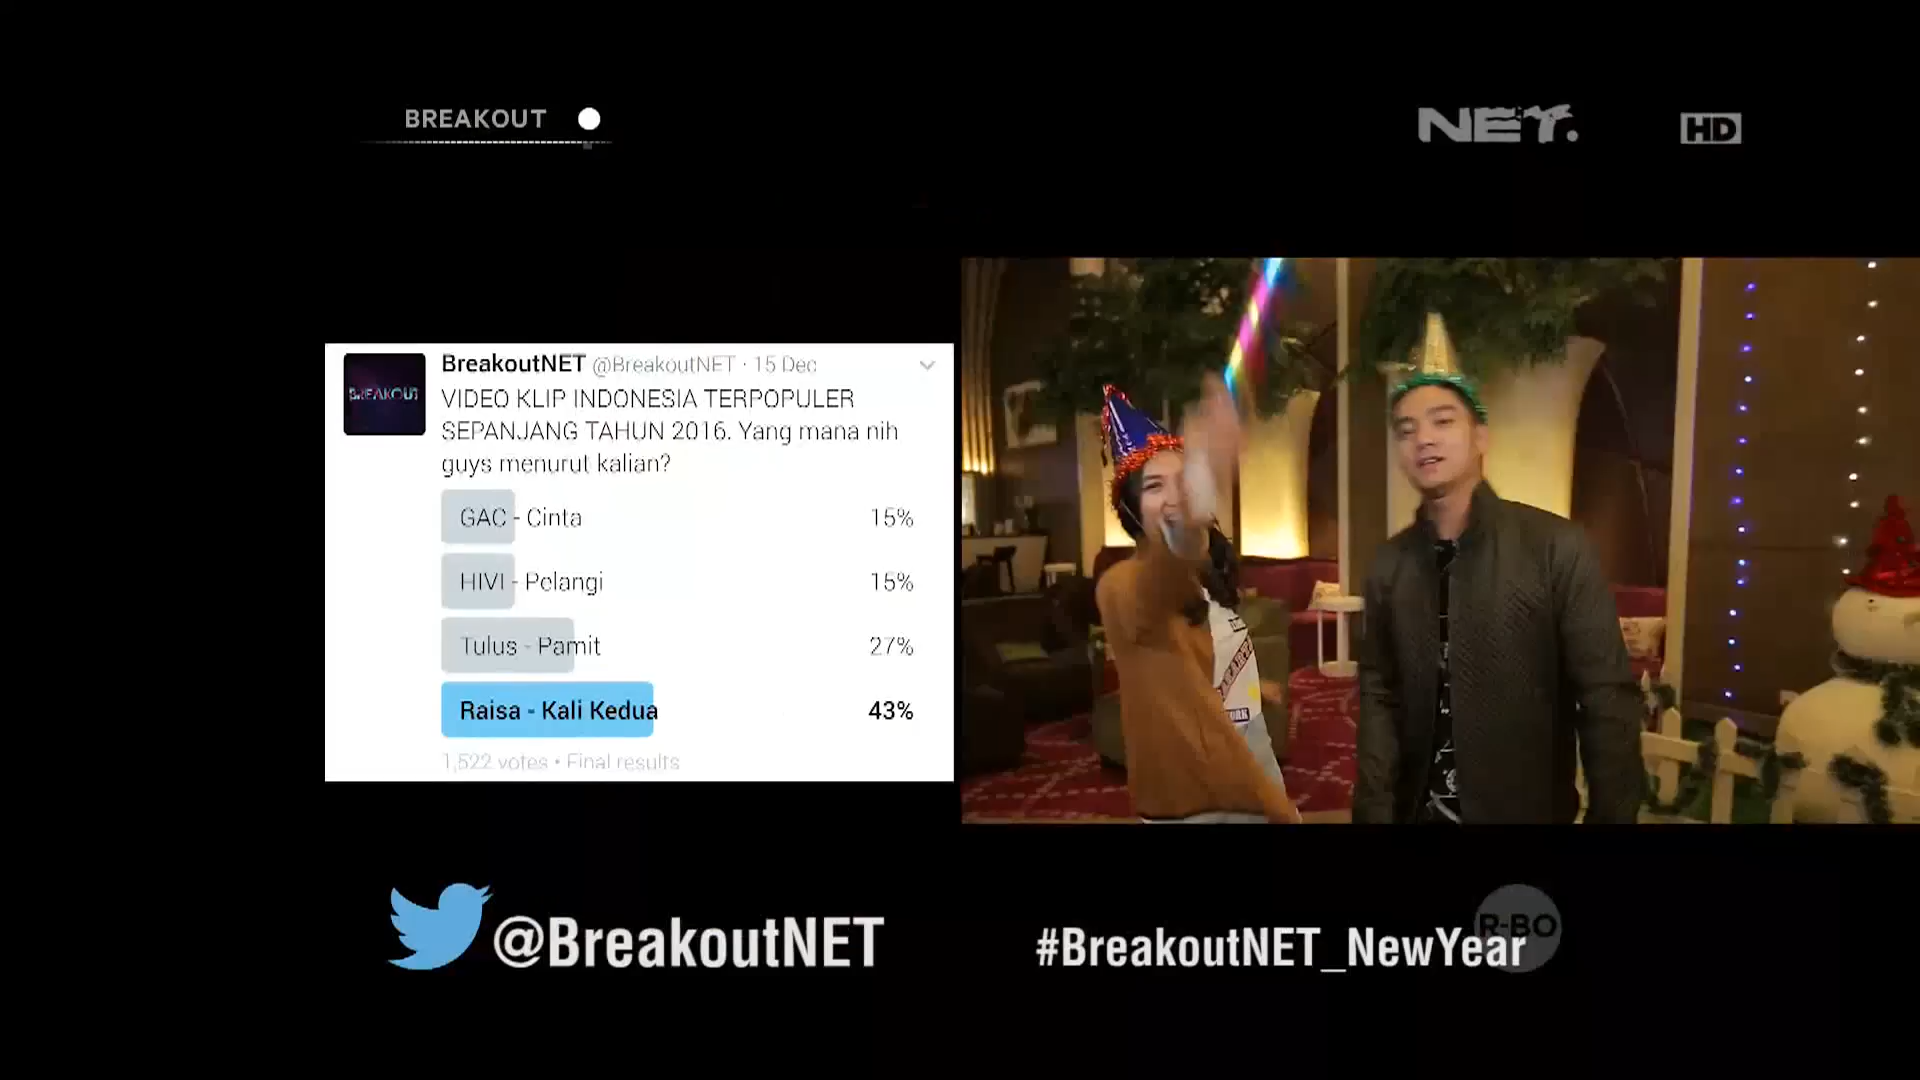 BREAKOUT
NET.
HD
BREAKOUT
BreakoutNET @BreakoutNET · 15 Dec
VIDEO KLIP INDONESIA TERPOPULER
SEPANJANG TAHUN 2016. Yang mana nih
guys menurut kalian?
GAC - Cinta 15%
HIVI - Pelangi 15%
Tulus - Pamit 27%
Raisa - Kali Kedua 43%
1,522 votes • Final results
@BreakoutNET
#BreakoutNET_NewYear
R-BO